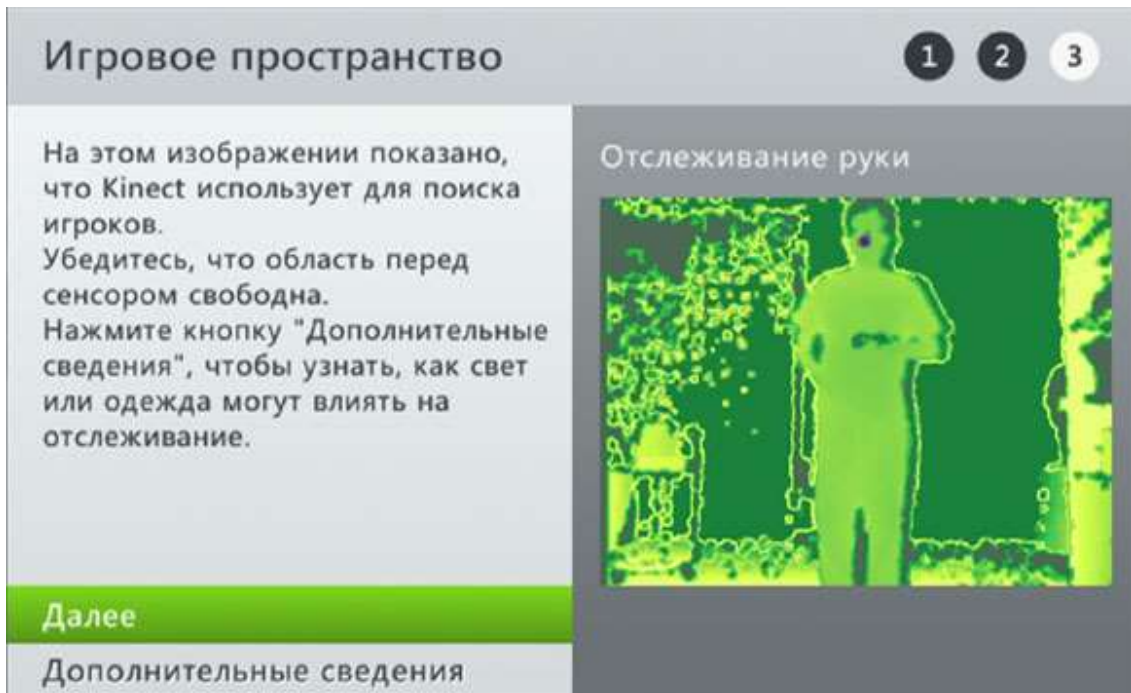 Игровое пространство
1 2 3
На этом изображении показано,
что Kinect использует для поиска
игроков.
Убедитесь, что область перед
сенсором свободна.
Нажмите кнопку "Дополнительные
сведения", чтобы узнать, как свет
или одежда могут влиять на
отслеживание.
Далее
Дополнительные сведения
Отслеживание руки